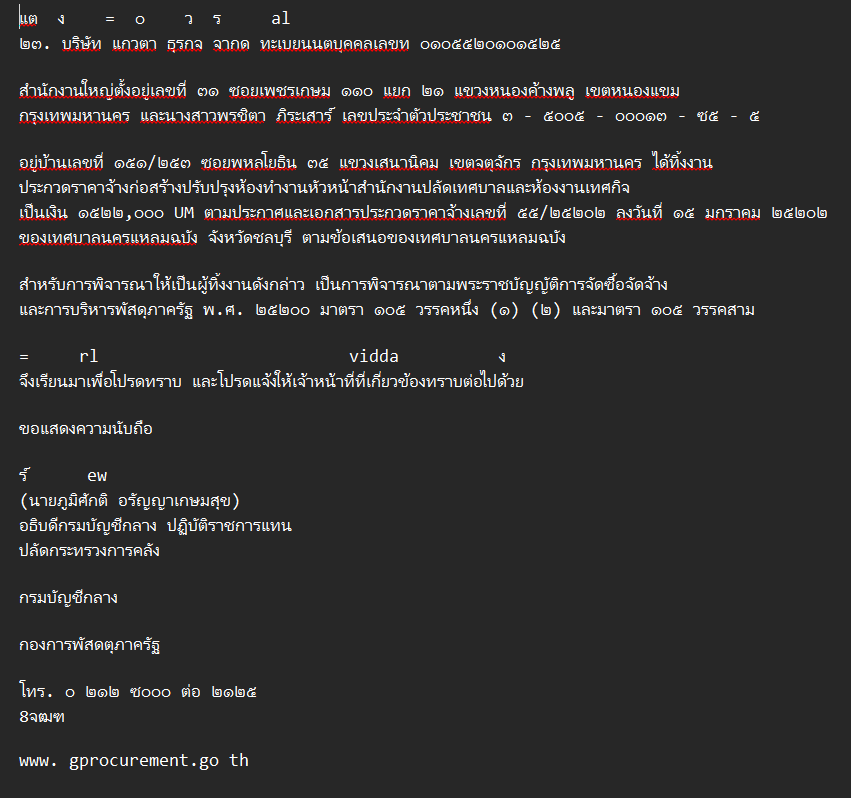 แต ง = ๐ ว ร al
๒๓. บริษัท แกวตา ธุรกจ จากด ทะเบยนนตบุคคลเลขท ๐๑๐๕๕๒๐๑๐๑๕๒๕
สำนักงานใหญ่ตั้งอยู่เลขที่ ๓๑ ซอยเพชรเกษม ๑๑๐ แยก ๒๑ แขวงหนองค้างพลู เขตหนองแขม
กรุงเทพมหานคร และนางสาวพรชิตา ภิระเสาร์ เลขประจำตัวประชาชน ๓ - ๕๐๐๕ - ๐๐๐๑๓ - ซ๕ - ๕
อยู่บ้านเลขที่ ๑๕๑/๒๕๓ ซอยพหลโยธิน ๓๕ แขวงเสนานิคม เขตจตุจักร กรุงเทพมหานคร ได้ทิ้งงาน
ประกวดราคาจ้างก่อสร้างปรับปรุงห้องทำงานหัวหน้าสำนักงานปลัดเทศบาลและห้องงานเทศกิจ
เป็นเงิน ๑๕๒๒,๐๐๐ UM ตามประกาศและเอกสารประกวดราคาจ้างเลขที่ ๕๕/๒๕๒๐๒ ลงวันที่ ๑๕ มกราคม ๒๕๒๐๒
ของเทศบาลนครแหลมฉบัง จังหวัดชลบุรี ตามข้อเสนอของเทศบาลนครแหลมฉบัง
สำหรับการพิจารณาให้เป็นผู้ทิ้งงานดังกล่าว เป็นการพิจารณาตามพระราชบัญญัติการจัดซื้อจัดจ้าง
และการบริหารพัสดุภาครัฐ พ.ศ. ๒๕๒๐๐ มาตรา ๑๐๕ วรรคหนึ่ง (๑) (๒) และมาตรา ๑๐๕ วรรคสาม
= rl vidda ง
จึงเรียนมาเพื่อโปรดทราบ และโปรดแจ้งให้เจ้าหน้าที่ที่เกี่ยวข้องทราบต่อไปด้วย
ขอแสดงความนับถือ
ร์ ew
(นายภูมิศักติ อรัญญาเกษมสุข)
อธิบดีกรมบัญชีกลาง ปฏิบัติราชการแทน
ปลัดกระทรวงการคลัง
กรมบัญชีกลาง
กองการพัสดตุภาครัฐ
โทร. ๐ ๒๑๒ ซ๐๐๐ ต่อ ๒๑๒๕
8จฒฑ
www. gprocurement.go th